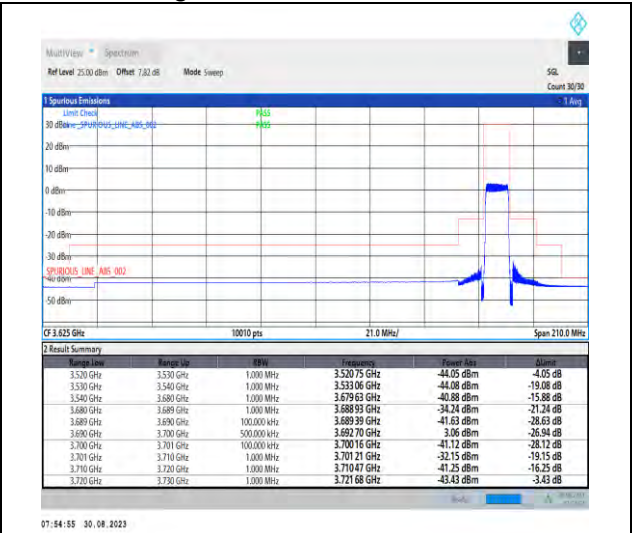 MultiView Spectrum
Ref Level 25.00 dBm Offset 7.82 dB Mode Sweep SGL
Count 30/30
1 Spurious Emissions 1 Avg
Limit Check PASS
30 dBm Line _SPURIOUS_LINE_ABS_002 PASS
20 dBm
10 dBm
0 dBm
-10 dBm
-20 dBm
-30 dBm
SPURIOUS_LINE_ABS_002
-40 dBm
-50 dBm
CF 3.625 GHz 10010 pts 21.0 MHz/ Span 210.0 MHz
2 Result Summary
Range Low Range Up RBW Frequency Power Abs ΔLimit
3.520 GHz 3.530 GHz 1.000 MHz 3.520 75 GHz -44.05 dBm -4.05 dB
3.530 GHz 3.540 GHz 1.000 MHz 3.533 06 GHz -44.08 dBm -19.08 dB
3.540 GHz 3.680 GHz 1.000 MHz 3.679 63 GHz -40.88 dBm -15.88 dB
3.680 GHz 3.689 GHz 1.000 MHz 3.688 93 GHz -34.24 dBm -21.24 dB
3.689 GHz 3.690 GHz 100.000 kHz 3.689 39 GHz -41.63 dBm -28.63 dB
3.690 GHz 3.700 GHz 500.000 kHz 3.692 70 GHz 3.06 dBm -26.94 dB
3.700 GHz 3.701 GHz 100.000 kHz 3.700 16 GHz -41.12 dBm -28.12 dB
3.701 GHz 3.710 GHz 1.000 MHz 3.701 21 GHz -32.15 dBm -19.15 dB
3.710 GHz 3.720 GHz 1.000 MHz 3.710 47 GHz -41.25 dBm -16.25 dB
3.720 GHz 3.730 GHz 1.000 MHz 3.721 68 GHz -43.43 dBm -3.43 dB
07:54:55 30.08.2023